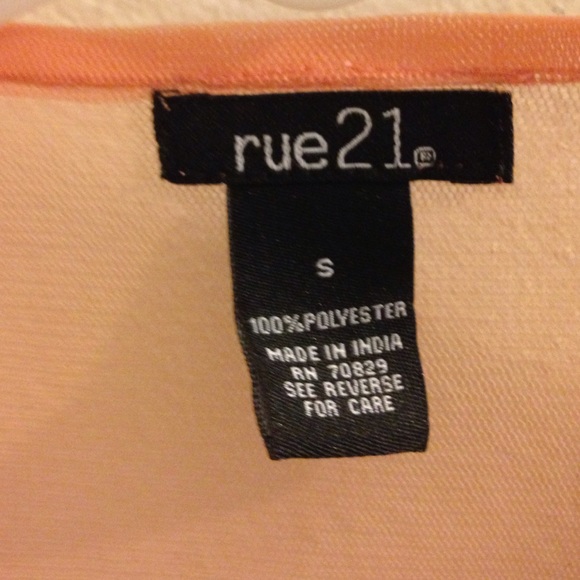 rue21®
S
100%POLYESTER
MADE IN INDIA
RN 70829
SEE REVERSE
FOR CARE